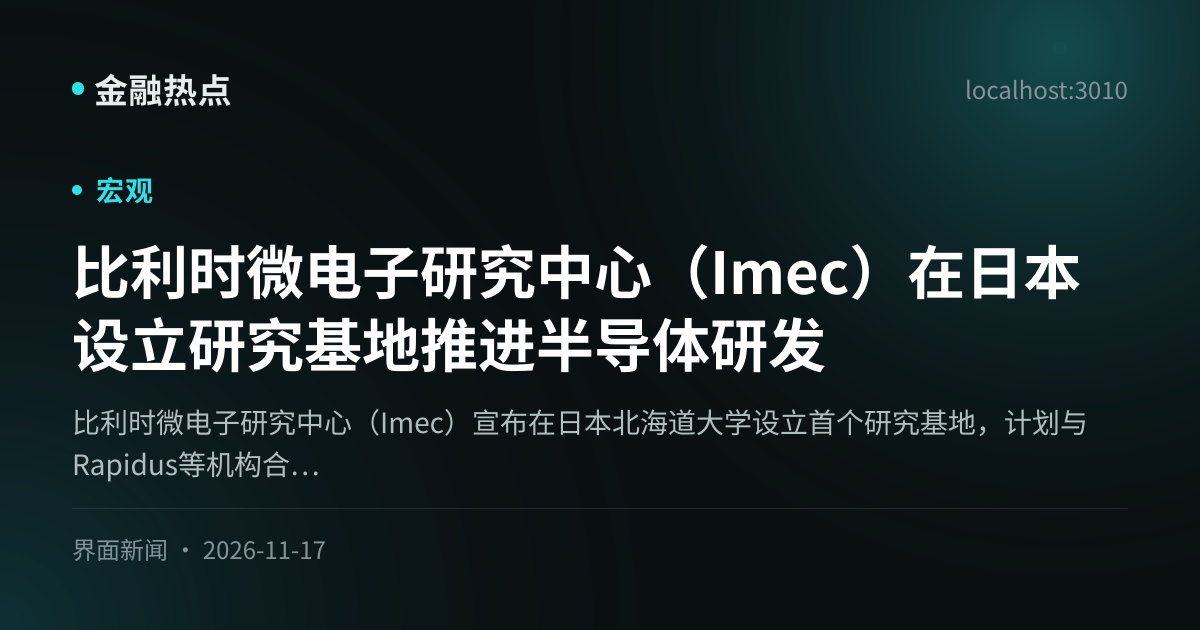 金融热点
localhost:3010
宏观
比利时微电子研究中心（Imec）在日本
设立研究基地推进半导体研发
比利时微电子研究中心（Imec）宣布在日本北海道大学设立首个研究基地，计划与
Rapidus等机构合…
界面新闻 · 2026-11-17